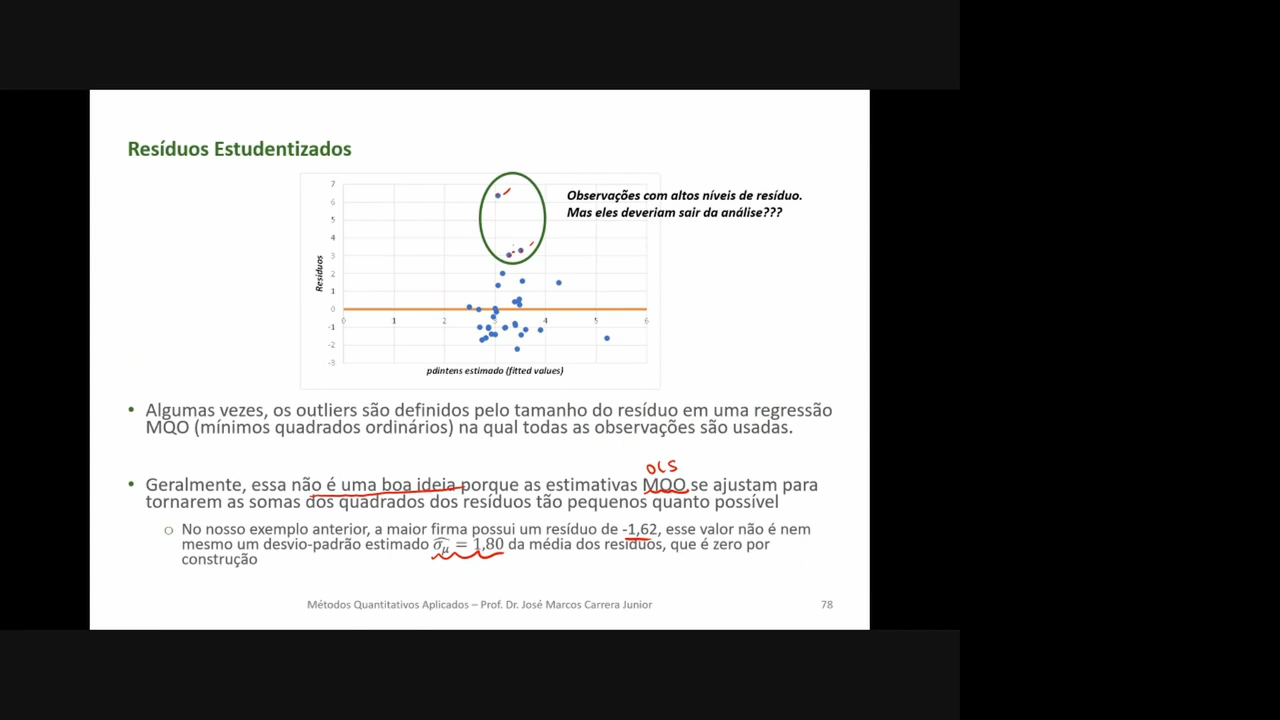 Resíduos Estudentizados
7
6
5
4
3
2
1
0
-1
-2
-3
0 1 2 3 4 5 6
Resíduos
pdintens estimado (fitted values)
Observações com altos níveis de resíduo.
Mas eles deveriam sair da análise???
• Algumas vezes, os outliers são definidos pelo tamanho do resíduo em uma regressão
MQO (mínimos quadrados ordinários) na qual todas as observações são usadas.
OLS
• Geralmente, essa não é uma boa ideia porque as estimativas MQO se ajustam para
tornarem as somas dos quadrados dos resíduos tão pequenos quanto possível
o No nosso exemplo anterior, a maior firma possui um resíduo de -1,62, esse valor não é nem
mesmo um desvio-padrão estimado σ̂μ = 1,80 da média dos resíduos, que é zero por
construção
Métodos Quantitativos Aplicados – Prof. Dr. José Marcos Carrera Junior
78